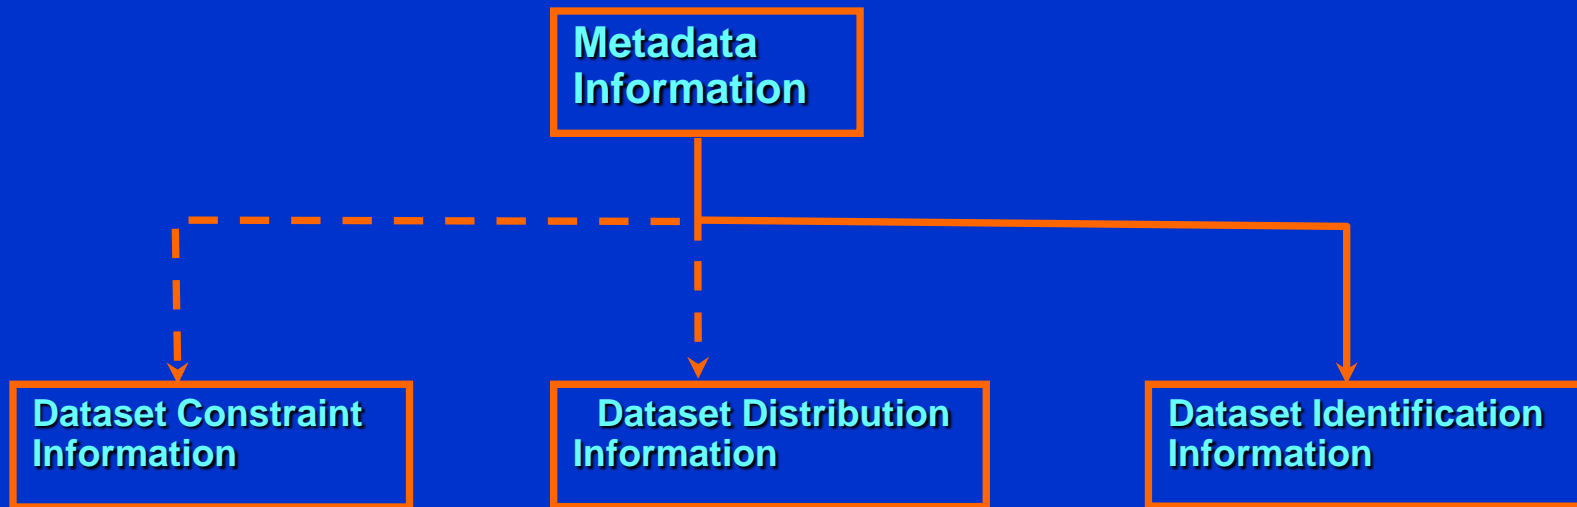 Metadata
Information
Dataset Constraint
Information
Dataset Distribution
Information
Dataset Identification
Information